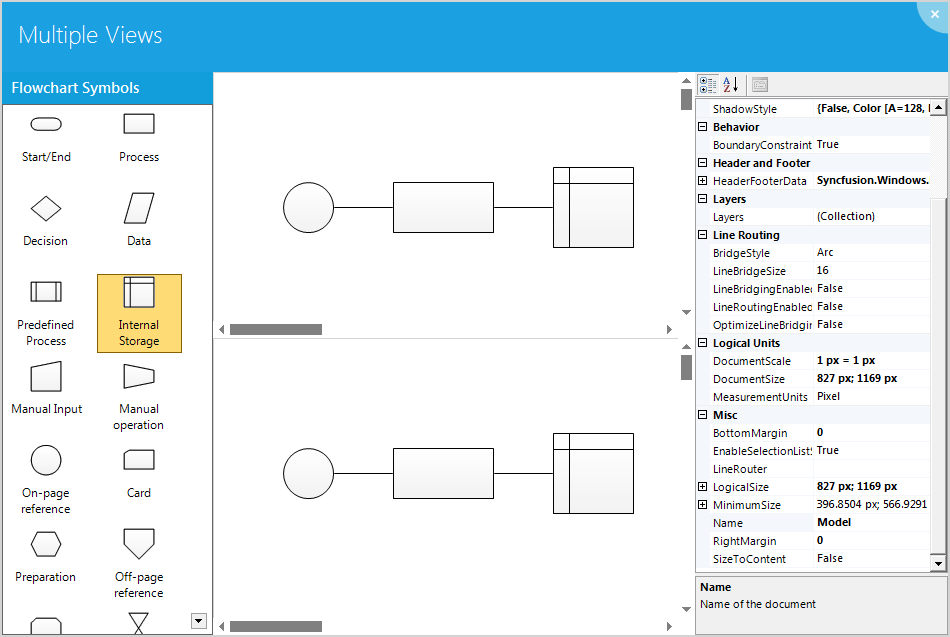 Multiple Views
Flowchart Symbols
Start/End
Process
Decision
Data
Predefined
Process
Internal
Storage
Manual Input
Manual
operation
On-page
reference
Card
Preparation
Off-page
reference
ShadowStyle {False, Color [A=128,
Behavior
BoundaryConstraint True
Header and Footer
HeaderFooterData Syncfusion.Windows.
Layers
Layers (Collection)
Line Routing
BridgeStyle Arc
LineBridgeSize 16
LineBridgingEnabled False
LineRoutingEnabled False
OptimizeLineBridgin False
Logical Units
DocumentScale 1 px = 1 px
DocumentSize 827 px; 1169 px
MeasurementUnits Pixel
Misc
BottomMargin 0
EnableSelectionList True
LineRouter
LogicalSize 827 px; 1169 px
MinimumSize 396.8504 px; 566.9291
Name Model
RightMargin 0
SizeToContent False
Name
Name of the document